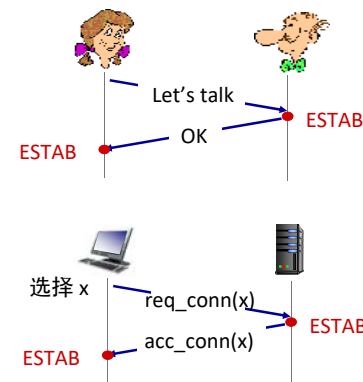 Let's talk
ESTAB
OK
ESTAB
选择 x
req_conn(x)
ESTAB
acc_conn(x)
ESTAB